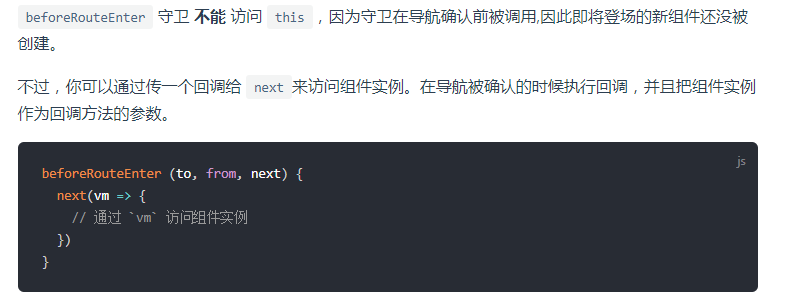 beforeRouteEnter 守卫 不能 访问 this ，因为守卫在导航确认前被调用,因此即将登场的新组件还没被
创建。
不过，你可以通过传一个回调给 next 来访问组件实例。在导航被确认的时候执行回调，并且把组件实例
作为回调方法的参数。
js
beforeRouteEnter (to, from, next) {
  next(vm => {
    // 通过 `vm` 访问组件实例
  })
}